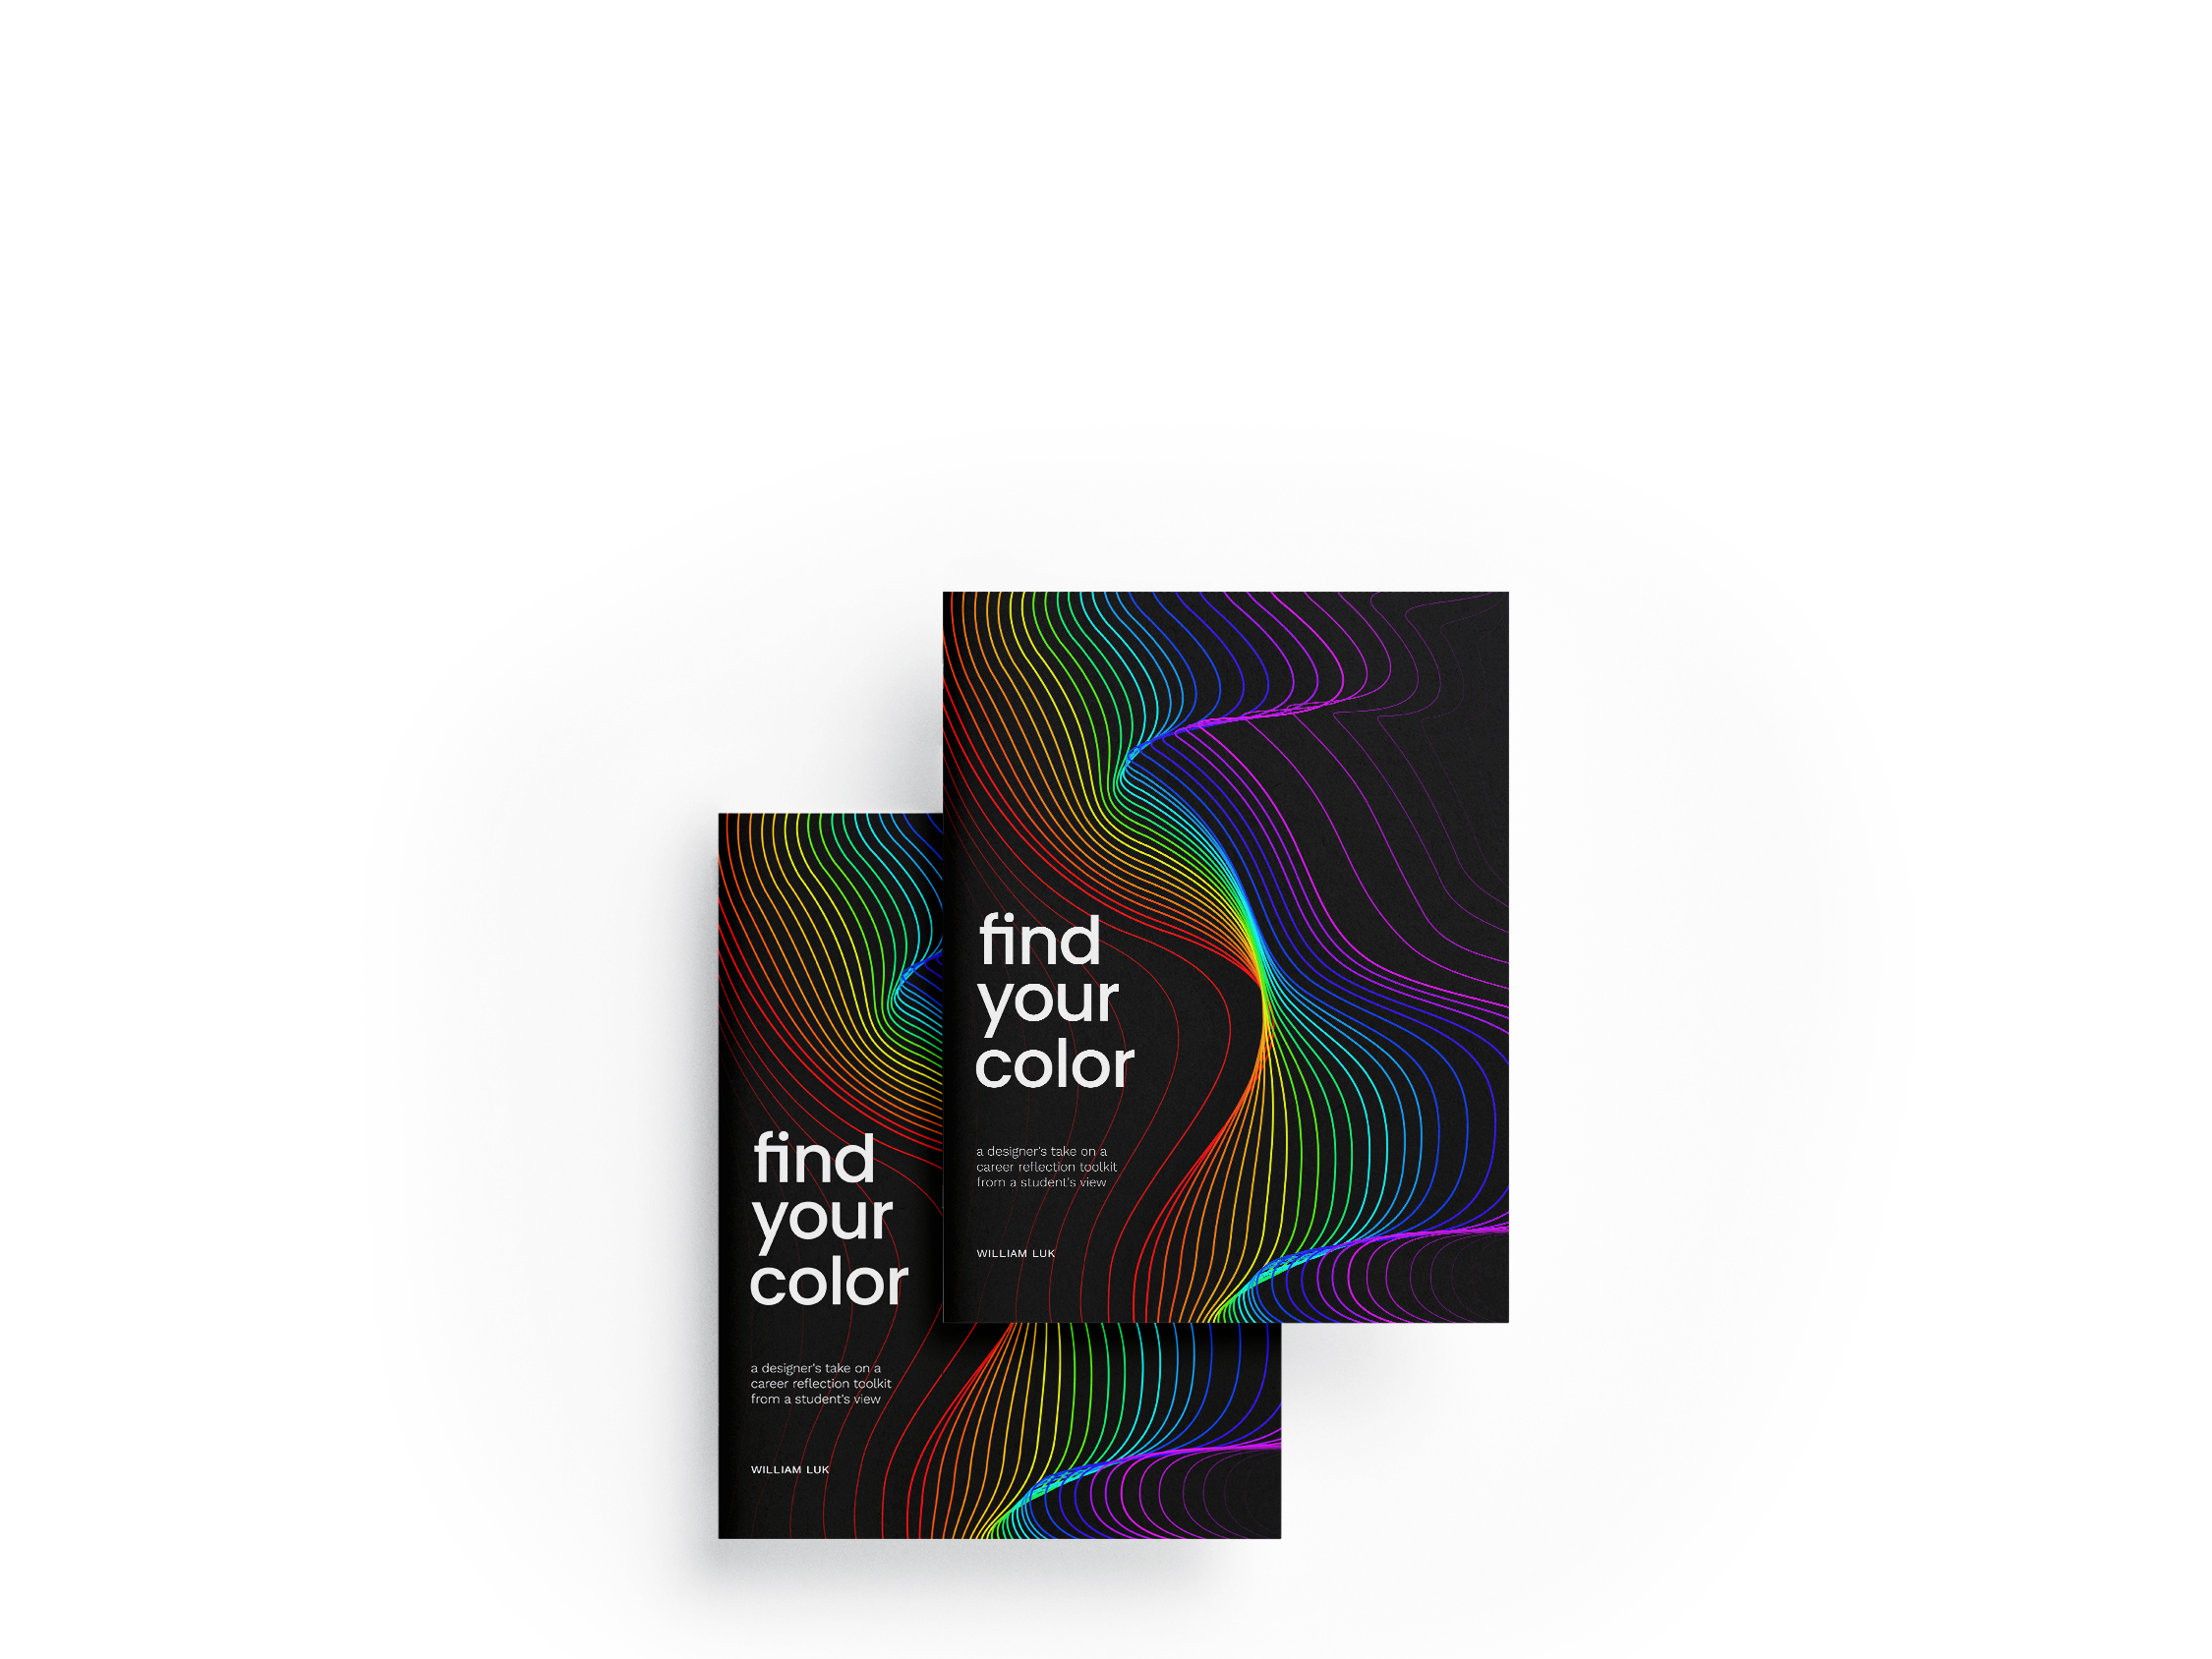 find
your
color
a designer's take on a
career reflection toolkit
from a student's view
WILLIAM LUK
find
your
color
a designer's take on a
career reflection toolkit
from a student's view
WILLIAM LUK